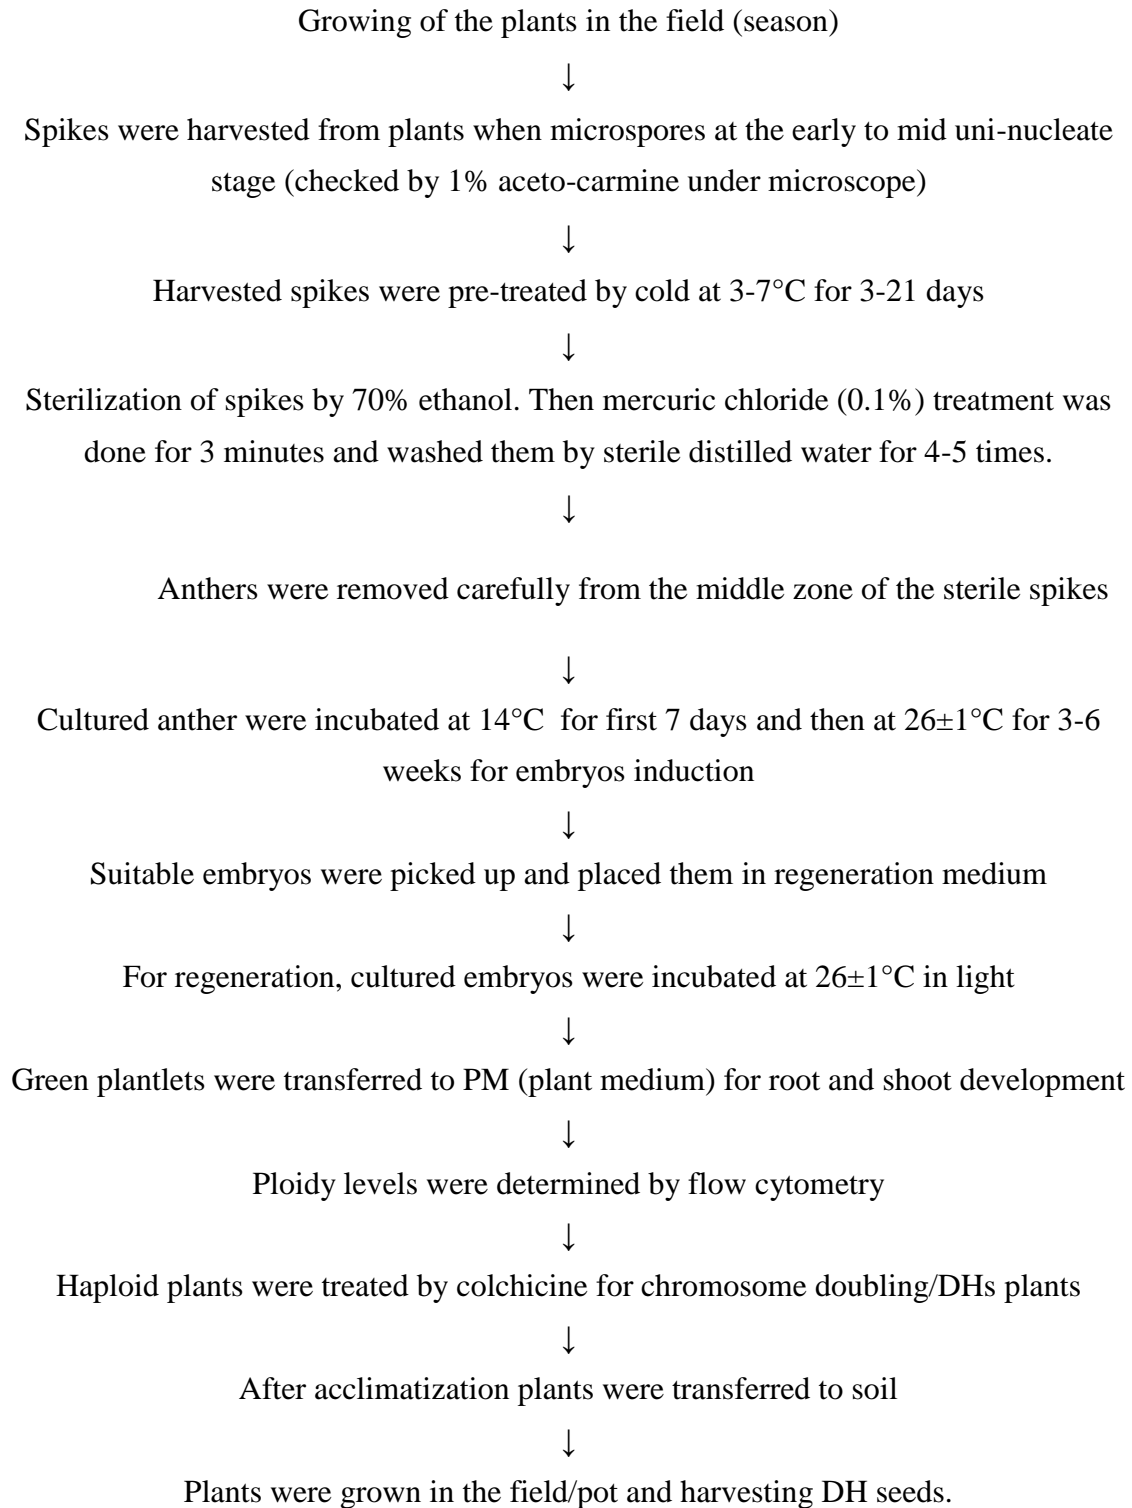 Growing of the plants in the field (season)
↓
Spikes were harvested from plants when microspores at the early to mid uni-nucleate
stage (checked by 1% aceto-carmine under microscope)
↓
Harvested spikes were pre-treated by cold at 3-7°C for 3-21 days
↓
Sterilization of spikes by 70% ethanol. Then mercuric chloride (0.1%) treatment was
done for 3 minutes and washed them by sterile distilled water for 4-5 times.
↓
Anthers were removed carefully from the middle zone of the sterile spikes
↓
Cultured anther were incubated at 14°C for first 7 days and then at 26±1°C for 3-6
weeks for embryos induction
↓
Suitable embryos were picked up and placed them in regeneration medium
↓
For regeneration, cultured embryos were incubated at 26±1°C in light
↓
Green plantlets were transferred to PM (plant medium) for root and shoot development
↓
Ploidy levels were determined by flow cytometry
↓
Haploid plants were treated by colchicine for chromosome doubling/DHs plants
↓
After acclimatization plants were transferred to soil
↓
Plants were grown in the field/pot and harvesting DH seeds.